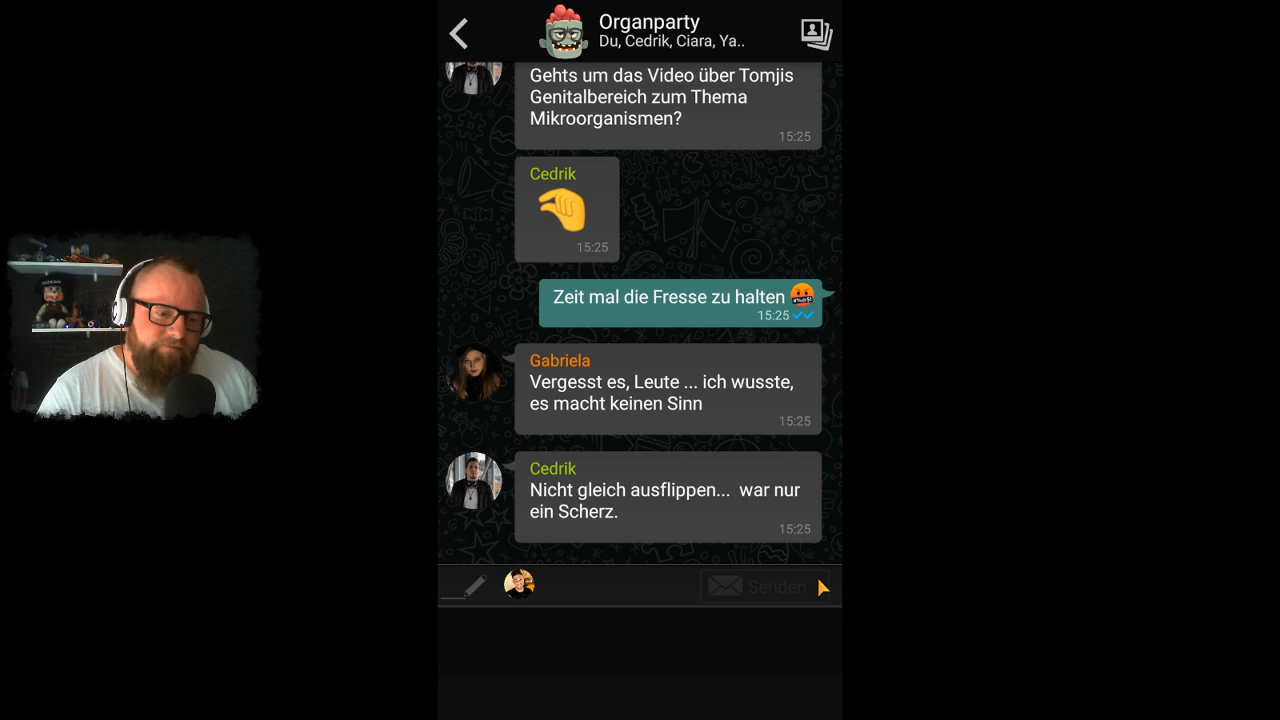 Organparty
Du, Cedrik, Ciara, Ya..
Gehts um das Video über Tomjis
Genitalbereich zum Thema
Mikroorganismen?
15:25
Cedrik
15:25
Zeit mal die Fresse zu halten 🤬
15:25
Gabriela
Vergesst es, Leute ... ich wusste,
es macht keinen Sinn
15:25
Cedrik
Nicht gleich ausflippen... war nur
ein Scherz.
15:25
Senden